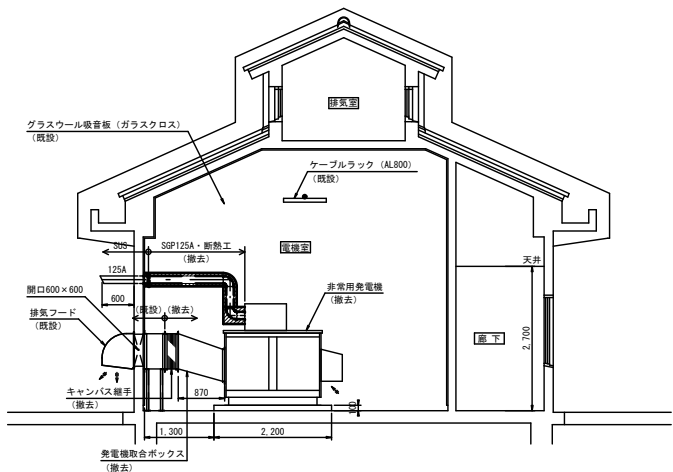 排気室
グラスウール吸音板（ガラスクロス）
（既設）
ケーブルラック（AL800）
（既設）
電機室
SUS
SGP125A・断熱工
（撤去）
天井
125A
非常用発電機
（撤去）
開口600×600
600
（既設）
（撤去）
排気フード
（既設）
廊 下
2,700
キャンバス継手
（撤去）
870
100
1,300
2,200
発電機取合ボックス
（撤去）